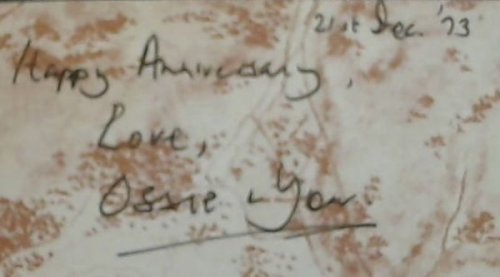 21st Dec. '73
Happy Anniversary,
Love,
Ossie &